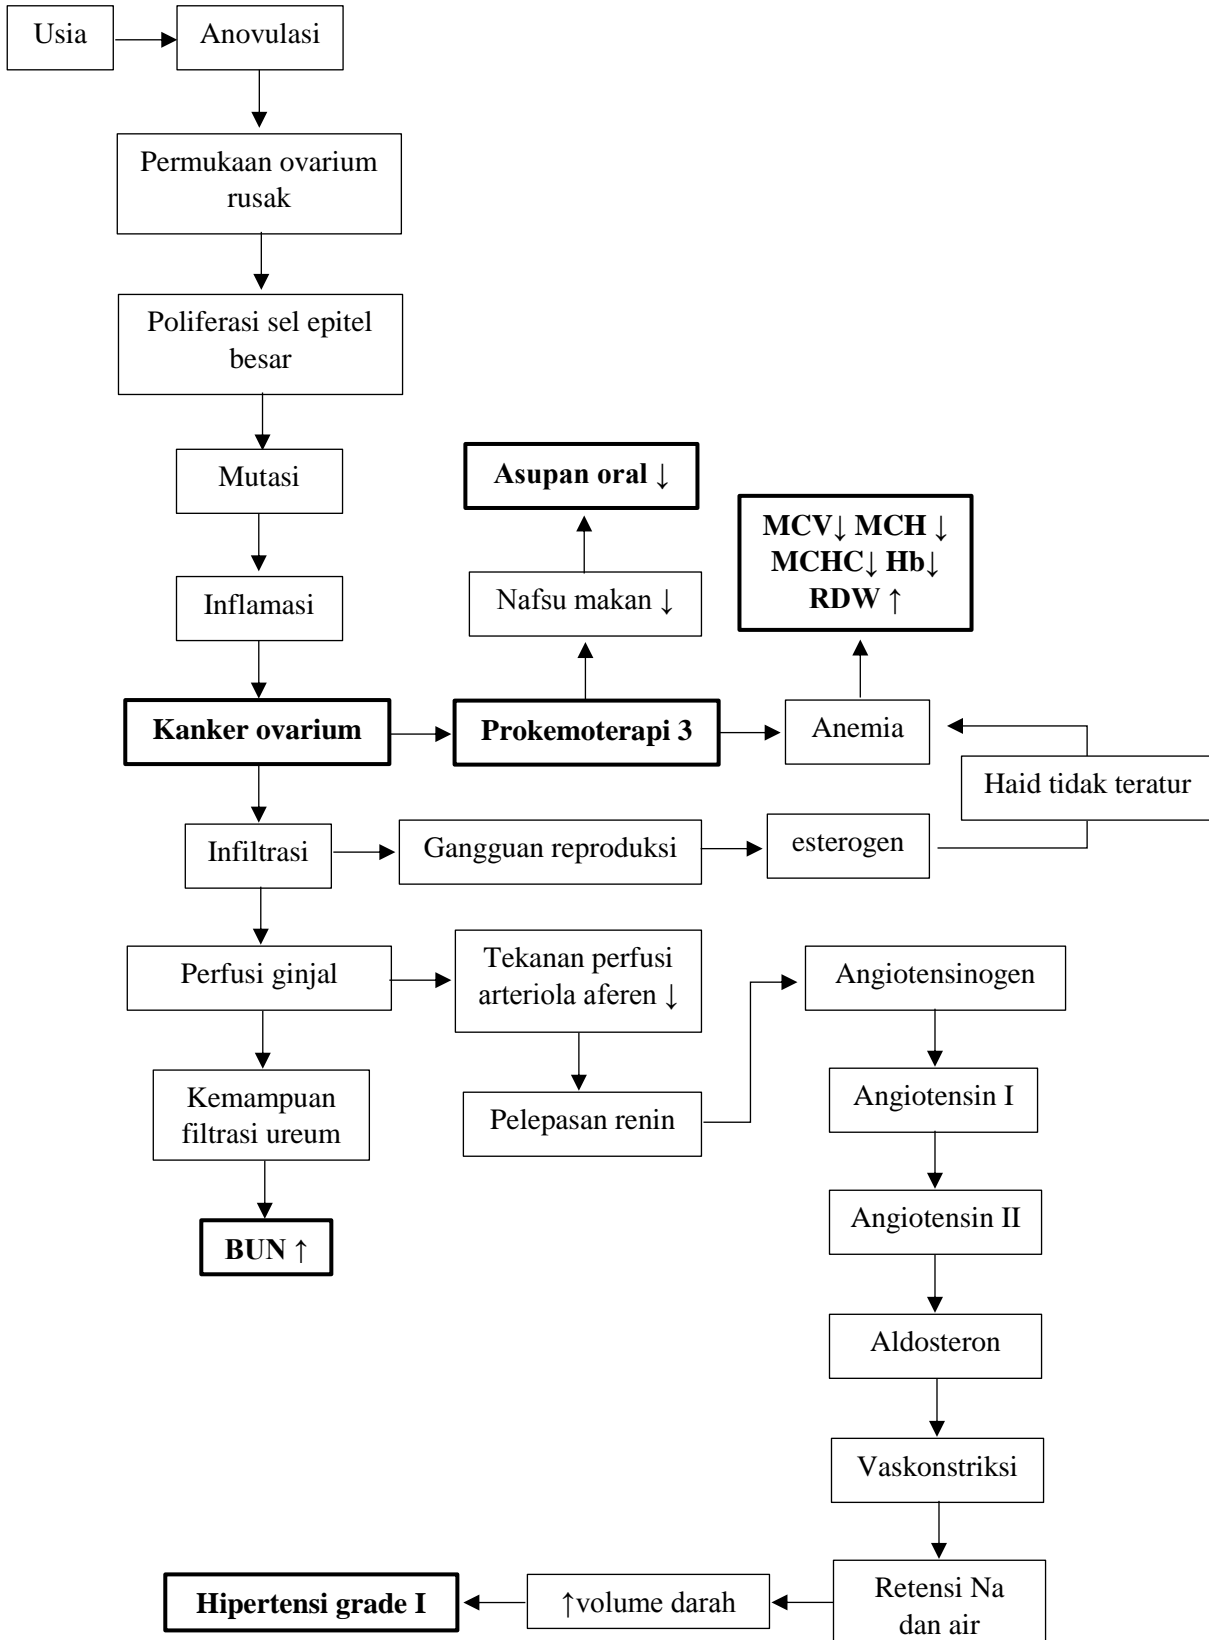 Usia
Anovulasi
Permukaan ovarium
rusak
Poliferasi sel epitel
besar
Mutasi
Asupan oral ↓
MCV↓ MCH ↓
MCHC↓ Hb↓
RDW ↑
Inflamasi
Nafsu makan ↓
Kanker ovarium
Prokemoterapi 3
Anemia
Haid tidak teratur
Infiltrasi
Gangguan reproduksi
esterogen
Perfusi ginjal
Tekanan perfusi
arteriola aferen ↓
Angiotensinogen
Kemampuan
filtrasi ureum
Pelepasan renin
Angiotensin I
BUN ↑
Angiotensin II
Aldosteron
Vaskonstriksi
Hipertensi grade I
↑volume darah
Retensi Na
dan air